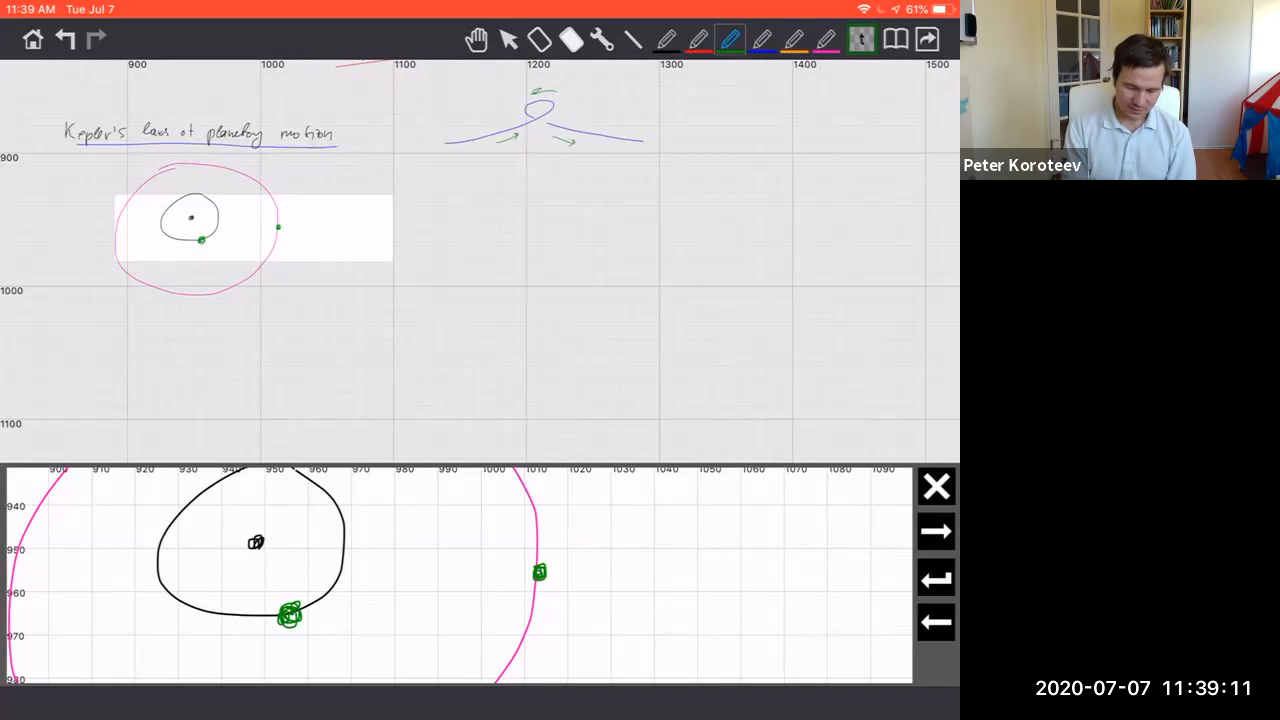 11:39 AM Tue Jul 7
61%
t
900 1000 1100 1200 1300 1400 1500
Kepler's laws of planetary motion
900
1000
1100
Peter Koroteev
900 910 920 930 940 950 960 970 980 990 1000 1010 1020 1030 1040 1050 1060 1070 1080 1090
940
950
960
970
980
2020-07-07 11:39:11